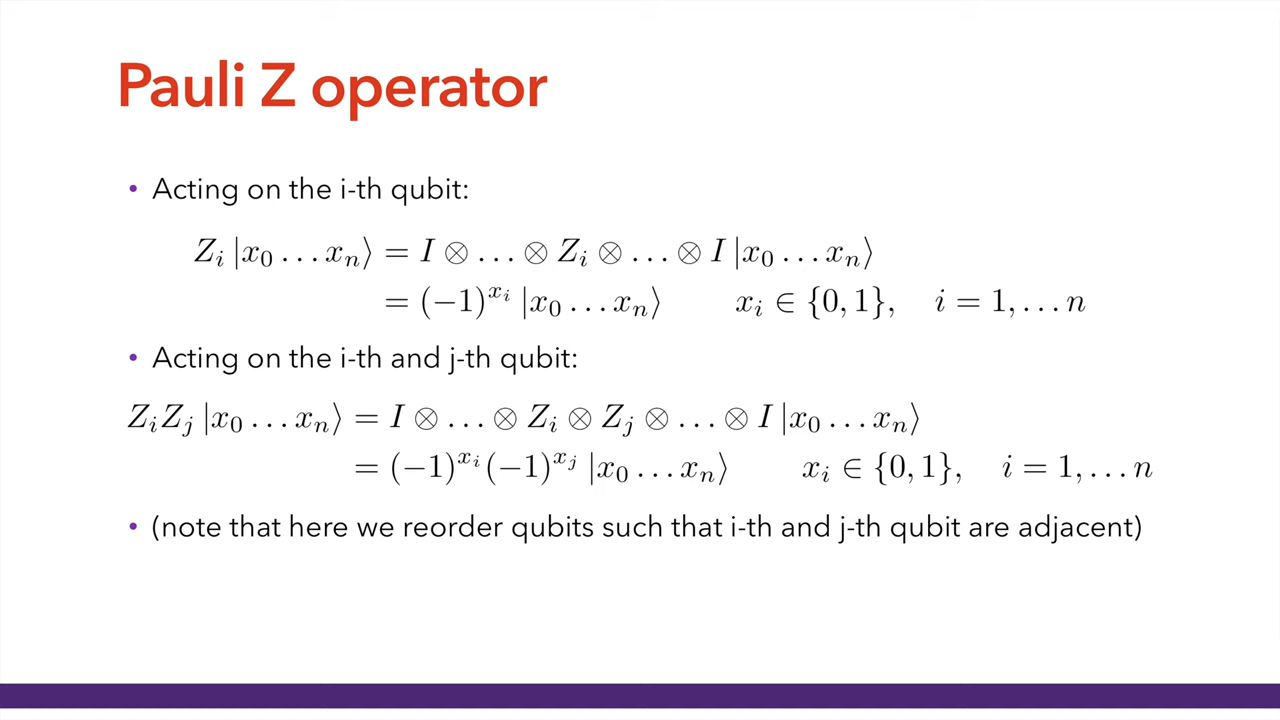 Pauli Z operator
• Acting on the i-th qubit:
Z_i |x_0 … x_n⟩ = I ⊗ … ⊗ Z_i ⊗ … ⊗ I |x_0 … x_n⟩
= (−1)^{x_i} |x_0 … x_n⟩ x_i ∈ {0, 1}, i = 1, … n
• Acting on the i-th and j-th qubit:
Z_i Z_j |x_0 … x_n⟩ = I ⊗ … ⊗ Z_i ⊗ Z_j ⊗ … ⊗ I |x_0 … x_n⟩
= (−1)^{x_i} (−1)^{x_j} |x_0 … x_n⟩ x_i ∈ {0, 1}, i = 1, … n
• (note that here we reorder qubits such that i-th and j-th qubit are adjacent)